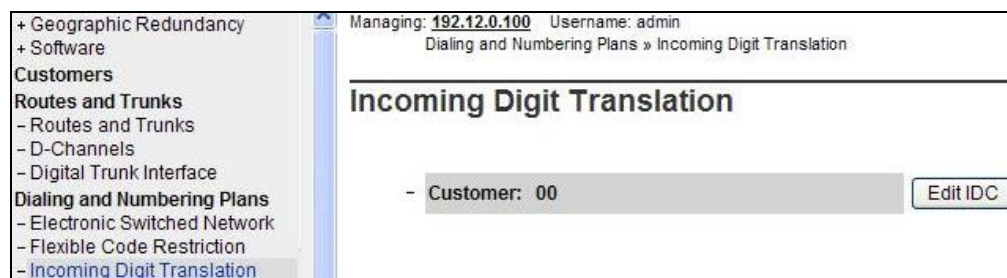 + Geographic Redundancy
+ Software
Customers
Routes and Trunks
– Routes and Trunks
– D-Channels
– Digital Trunk Interface
Dialing and Numbering Plans
– Electronic Switched Network
– Flexible Code Restriction
– Incoming Digit Translation
Managing: 192.12.0.100 Username: admin
Dialing and Numbering Plans » Incoming Digit Translation
Incoming Digit Translation
– Customer: 00 Edit IDC